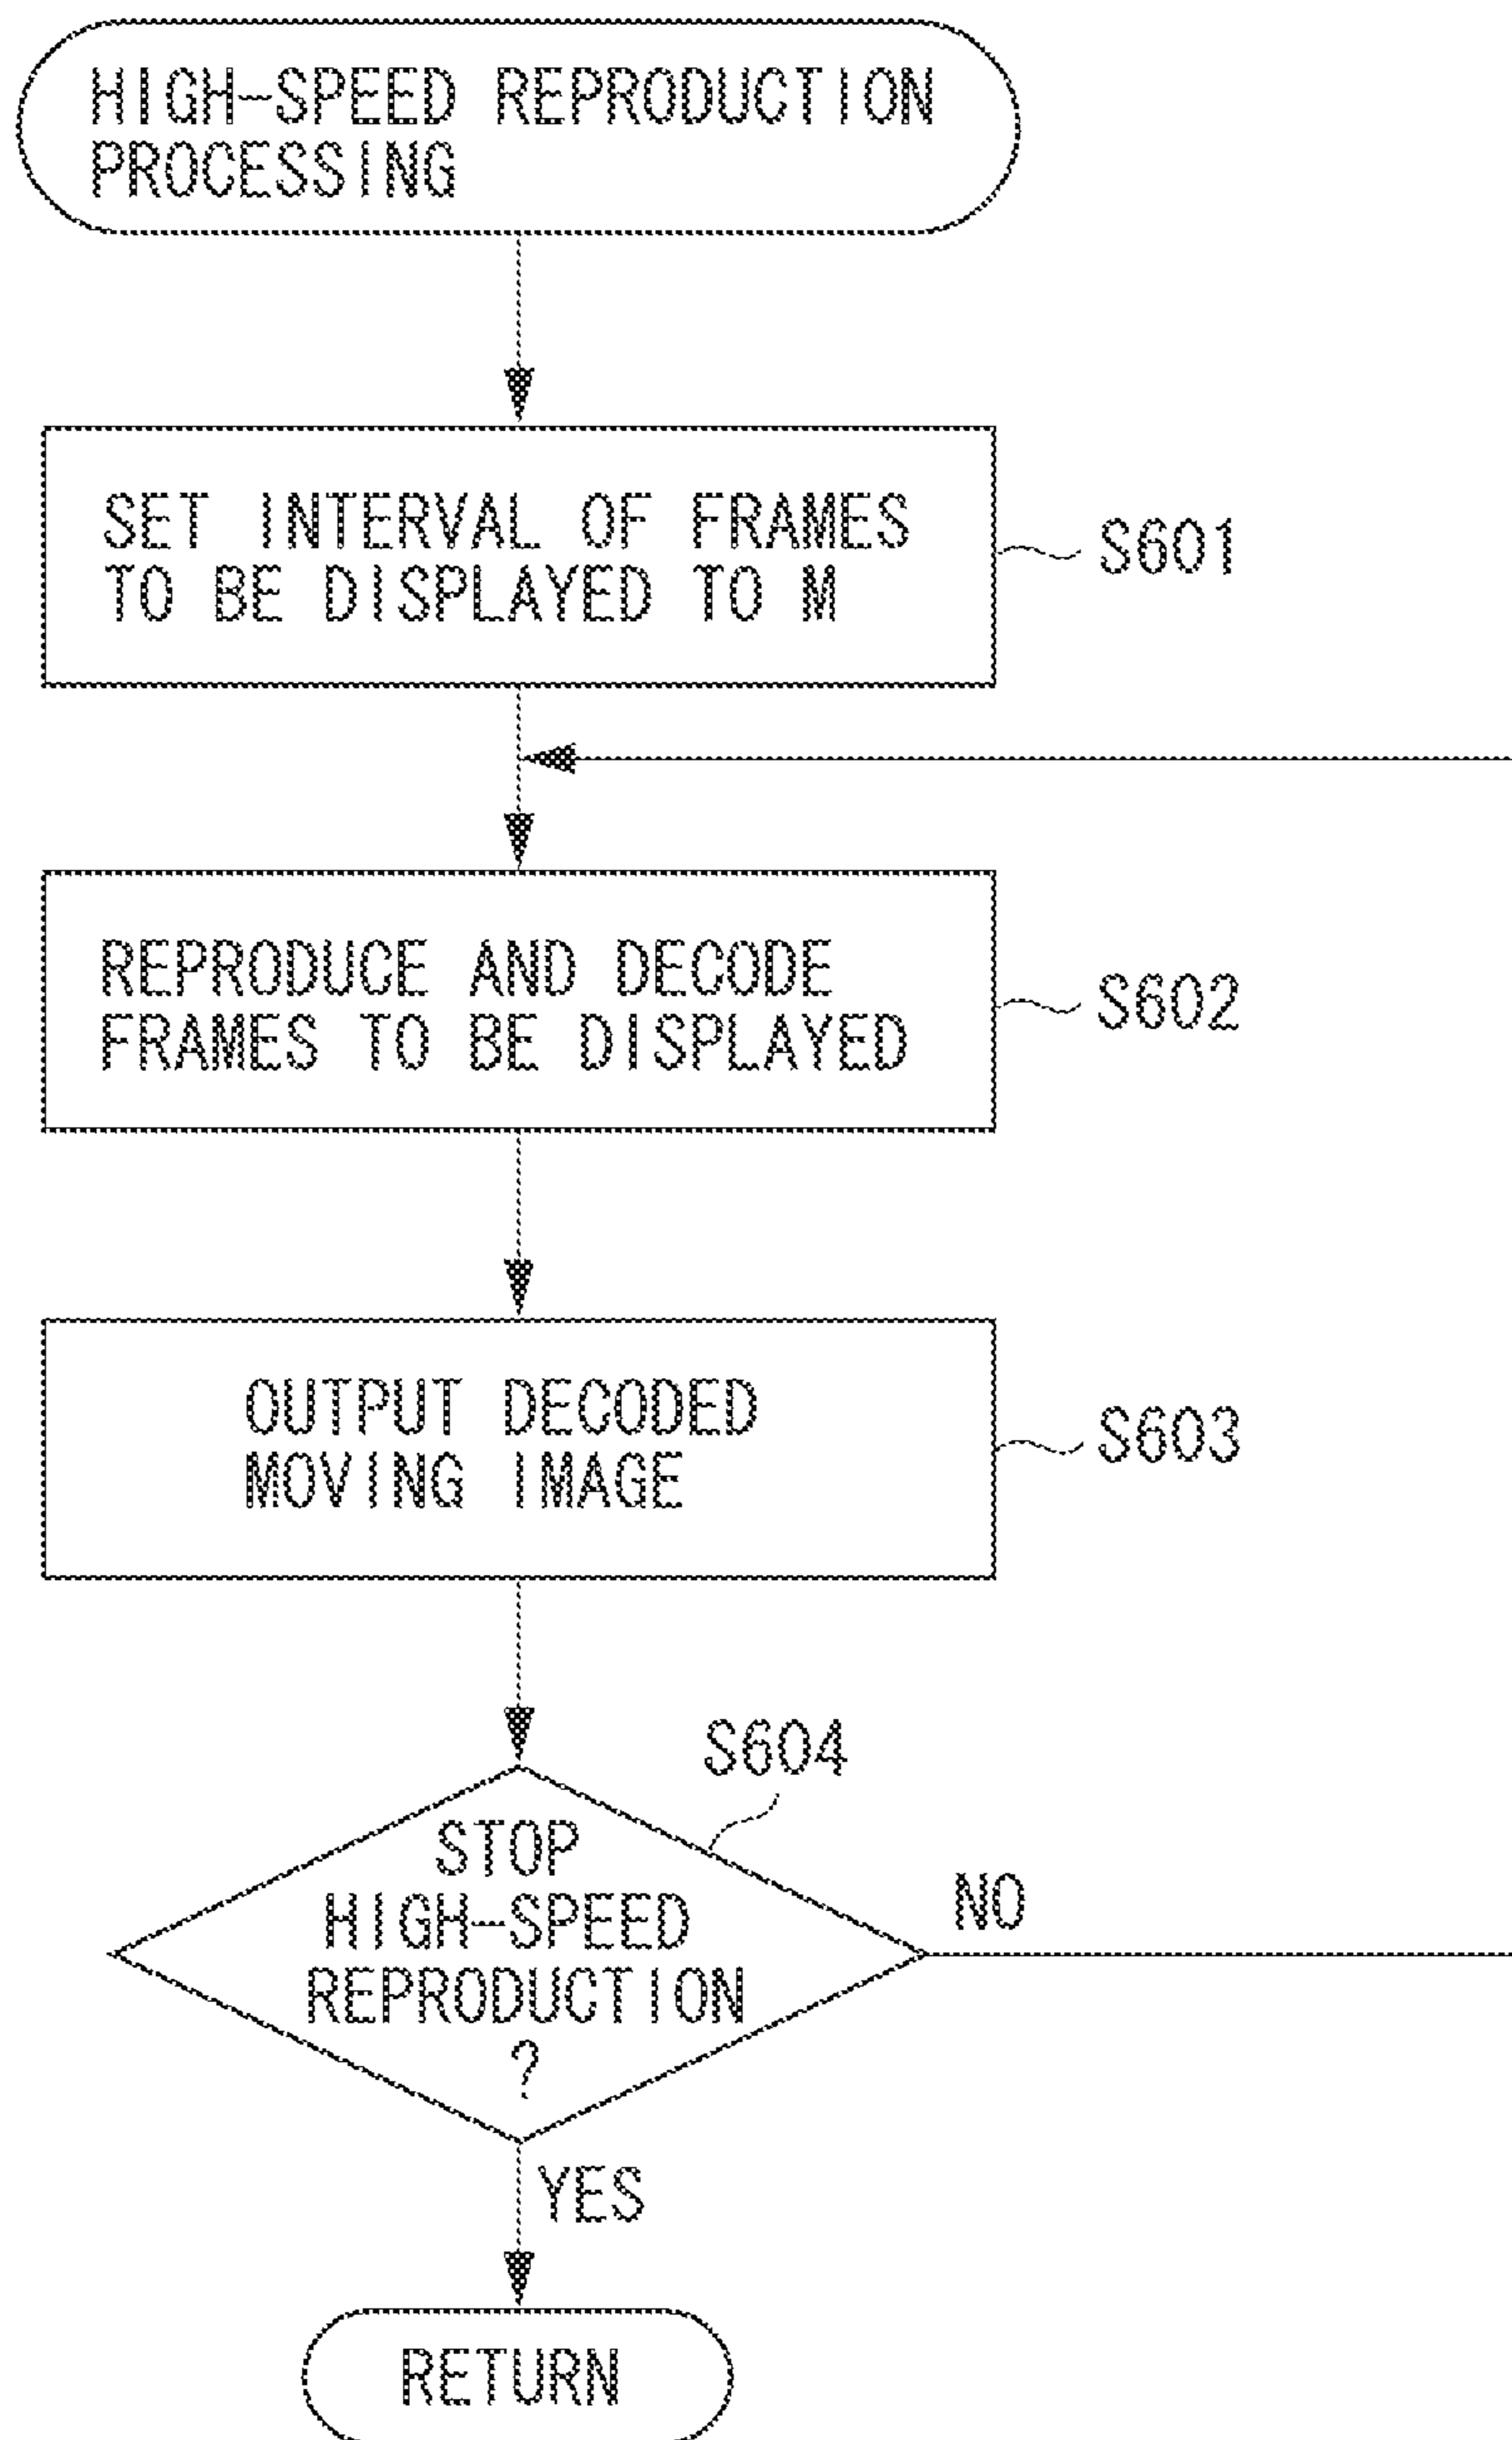 HIGH-SPEED REPRODUCTION
PROCESSING
SET INTERVAL OF FRAMES
TO BE DISPLAYED TO M
S601
REPRODUCE AND DECODE
FRAMES TO BE DISPLAYED
S602
OUTPUT DECODED
MOVING IMAGE
S603
S604
STOP
HIGH-SPEED
REPRODUCTION
?
NO
YES
RETURN